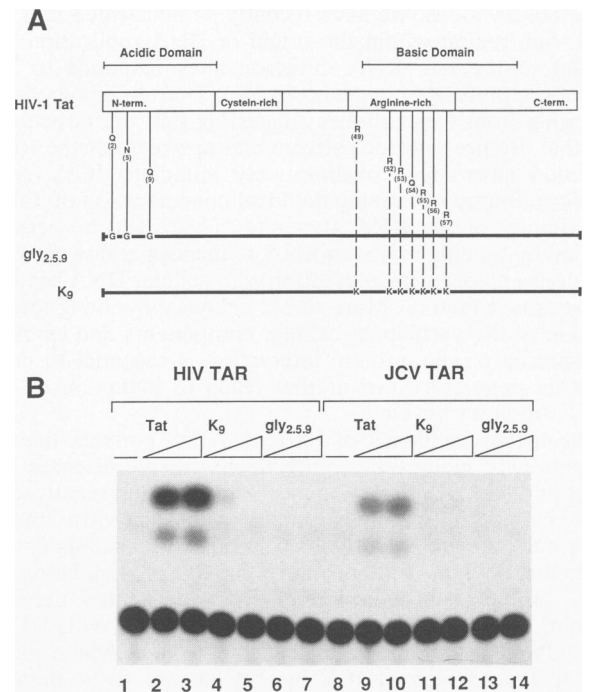 A
Acidic Domain Basic Domain
HIV-1 Tat N-term. Cystein-rich Arginine-rich C-term.
Q (2)
N (5)
Q (9)
R (49)
R (52)
R (53)
Q (54)
R (55)
R (56)
R (57)
G G G
gly2.5.9
K9 K K K K K K K
B
HIV TAR JCV TAR
Tat K9 gly2.5.9 Tat K9 gly2.5.9
1 2 3 4 5 6 7 8 9 10 11 12 13 14